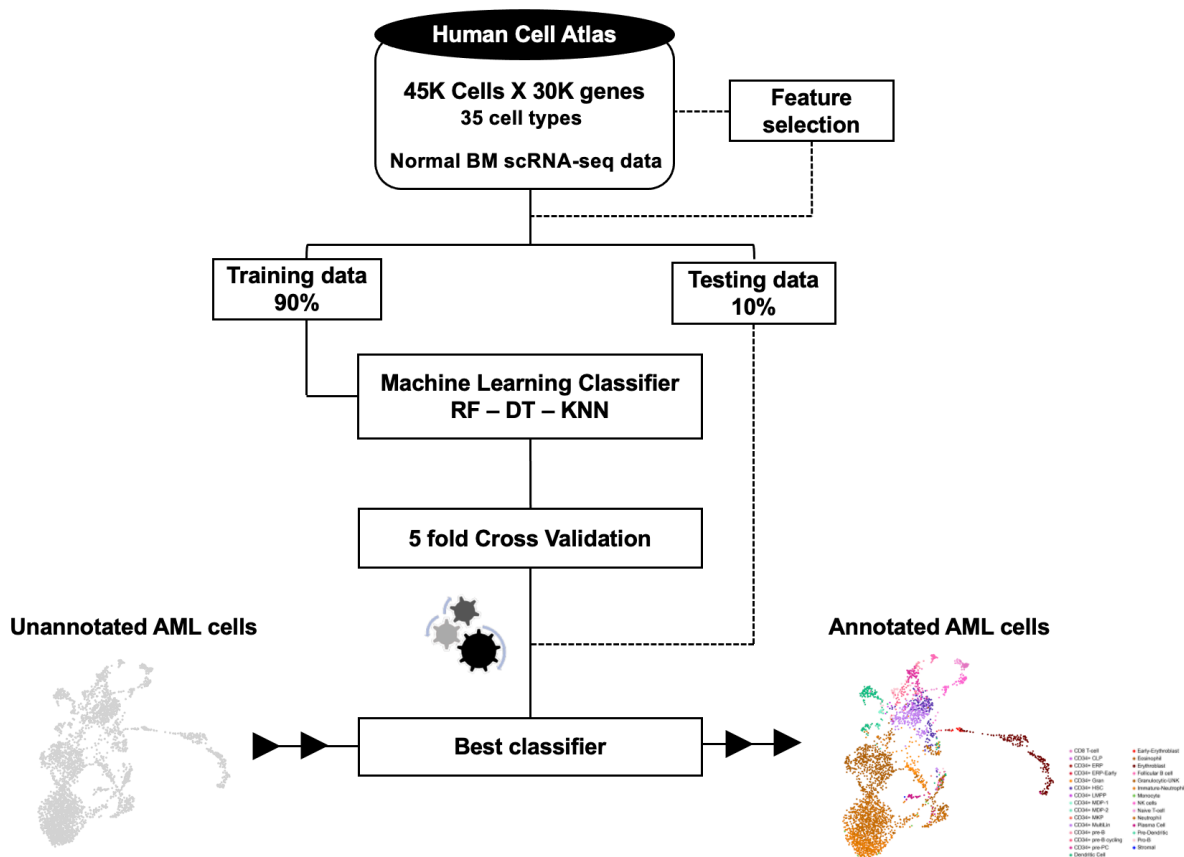 Human Cell Atlas
45K Cells X 30K genes
35 cell types
Normal BM scRNA-seq data
Feature
selection
Training data
90%
Testing data
10%
Machine Learning Classifier
RF – DT – KNN
5 fold Cross Validation
Unannotated AML cells
Annotated AML cells
Best classifier
CD8 T-cell
CD34+ CLP
CD34+ ERP
CD34+ ERP-Early
CD34+ Gran
CD34+ HSC
CD34+ LMPP
CD34+ MDP-1
CD34+ MDP-2
CD34+ MKP
CD34+ MultiLin
CD34+ pre-B
CD34+ pre-B cycling
CD34+ pre-PC
Dendritic Cell
Early-Erythroblast
Eosinophil
Erythroblast
Follicular B cell
Granulocytic-UNK
Immature-Neutrophil
Monocyte
NK cells
Naive T-cell
Neutrophil
Plasma Cell
Pre-Dendritic
Pro-B
Stromal